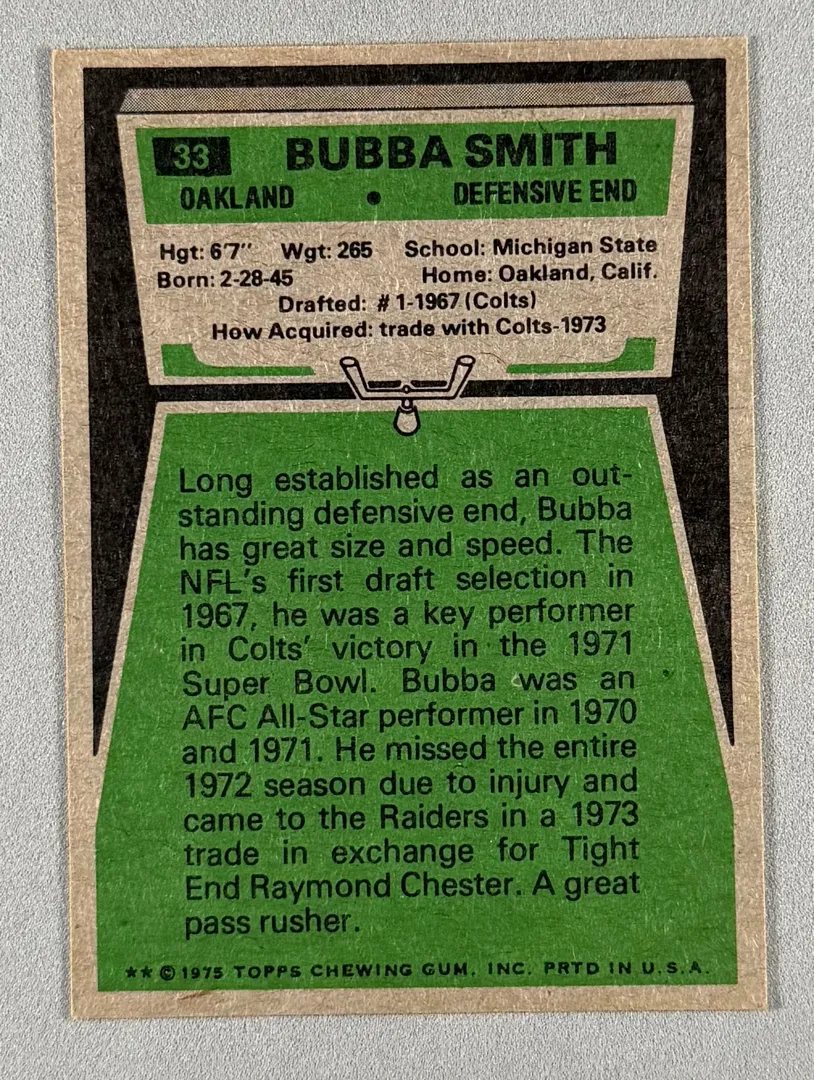 33 BUBBA SMITH
OAKLAND • DEFENSIVE END
Hgt: 6'7" Wgt: 265 School: Michigan State
Born: 2-28-45 Home: Oakland, Calif.
Drafted: #1-1967 (Colts)
How Acquired: trade with Colts-1973
Long established as an out-
standing defensive end, Bubba
has great size and speed. The
NFL's first draft selection in
1967, he was a key performer
in Colts' victory in the 1971
Super Bowl. Bubba was an
AFC All-Star performer in 1970
and 1971. He missed the entire
1972 season due to injury and
came to the Raiders in a 1973
trade in exchange for Tight
End Raymond Chester. A great
pass rusher.
★★ © 1975 TOPPS CHEWING GUM, INC. PRTD IN U.S.A.